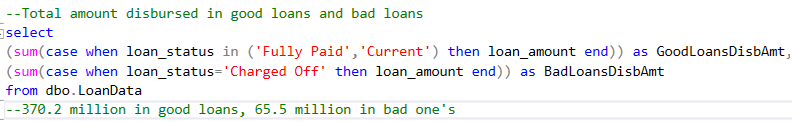 --Total amount disbursed in good loans and bad loans
select
(sum(case when loan_status in ('Fully Paid','Current') then loan_amount end)) as GoodLoansDisbAmt,
(sum(case when loan_status='Charged Off' then loan_amount end)) as BadLoansDisbAmt
from dbo.LoanData
--370.2 million in good loans, 65.5 million in bad one's